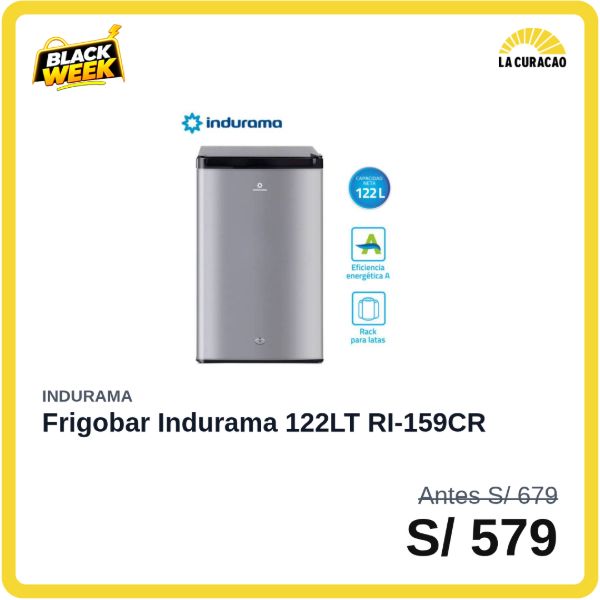 BLACK
WEEK
LA CURACAO
indurama
CAPACIDAD
NETA
122 L
A
Eficiencia
energética A
Rack
para latas
INDURAMA
Frigobar Indurama 122LT RI-159CR
Antes S/ 679
S/ 579